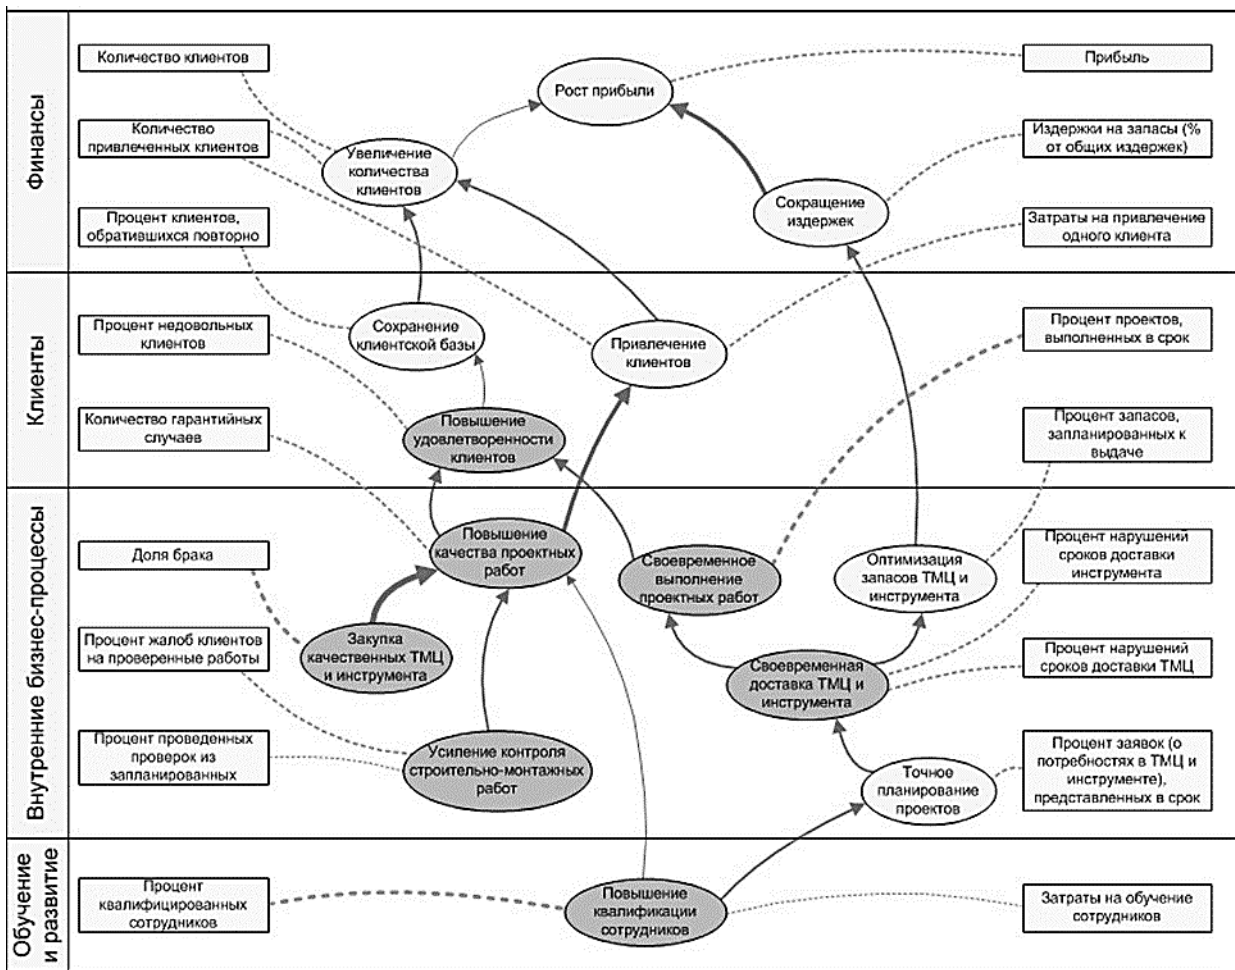 Финансы
Количество клиентов
Количество
привлеченных клиентов
Процент клиентов,
обратившихся повторно
Рост прибыли
Увеличение
количества
клиентов
Сокращение
издержек
Прибыль
Издержки на запасы (%
от общих издержек)
Затраты на привлечение
одного клиента
Клиенты
Процент недовольных
клиентов
Количество гарантийных
случаев
Сохранение
клиентской базы
Привлечение
клиентов
Повышение
удовлетворенности
клиентов
Процент проектов,
выполненных в срок
Процент запасов,
запланированных к
выдаче
Внутренние бизнес-процессы
Доля брака
Процент жалоб клиентов
на проверенные работы
Процент проведенных
проверок из
запланированных
Повышение
качества проектных
работ
Своевременное
выполнение
проектных работ
Оптимизация
запасов ТМЦ и
инструмента
Закупка
качественных ТМЦ
и инструмента
Своевременная
доставка ТМЦ и
инструмента
Усиление контроля
строительно-монтажных
работ
Точное
планирование
проектов
Процент нарушений
сроков доставки
инструмента
Процент нарушений
сроков доставки ТМЦ
Процент заявок (о
потребностях в ТМЦ и
инструменте),
представленных в срок
Обучение
и развитие
Процент
квалифицированных
сотрудников
Повышение
квалификации
сотрудников
Затраты на обучение
сотрудников